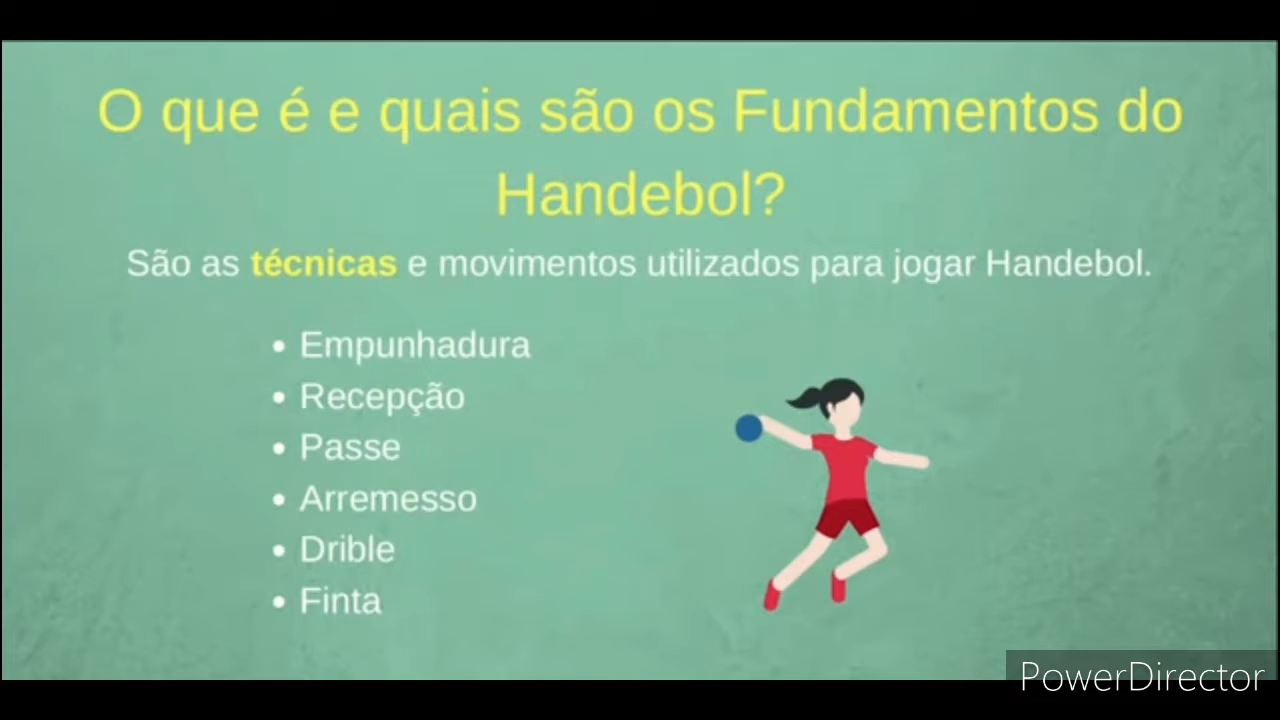 O que é e quais são os Fundamentos do
Handebol?
São as técnicas e movimentos utilizados para jogar Handebol.
• Empunhadura
• Recepção
• Passe
• Arremesso
• Drible
• Finta
PowerDirector